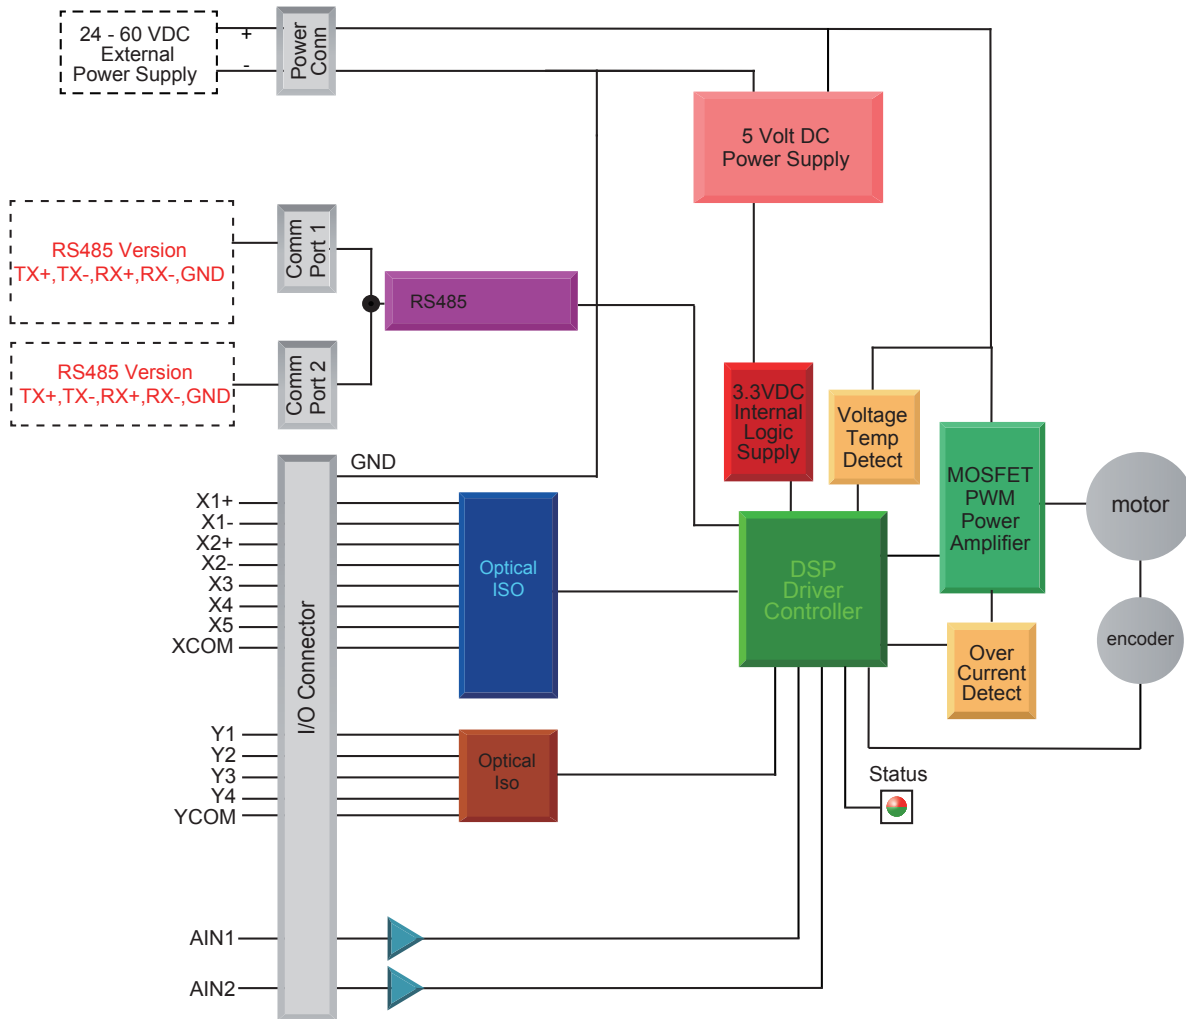 24 - 60 VDC
External
Power Supply
+
-
Power
Conn
5 Volt DC
Power Supply
RS485 Version
TX+,TX-,RX+,RX-,GND
Comm
Port 1
RS485
RS485 Version
TX+,TX-,RX+,RX-,GND
Comm
Port 2
3.3VDC
Internal
Logic
Supply
Voltage
Temp
Detect
MOSFET
PWM
Power
Amplifier
motor
encoder
GND
I/O Connector
X1+
X1-
X2+
X2-
X3
X4
X5
XCOM
Optical
ISO
DSP
Driver
Controller
Over
Current
Detect
Y1
Y2
Y3
Y4
YCOM
Optical
Iso
Status
AIN1
AIN2